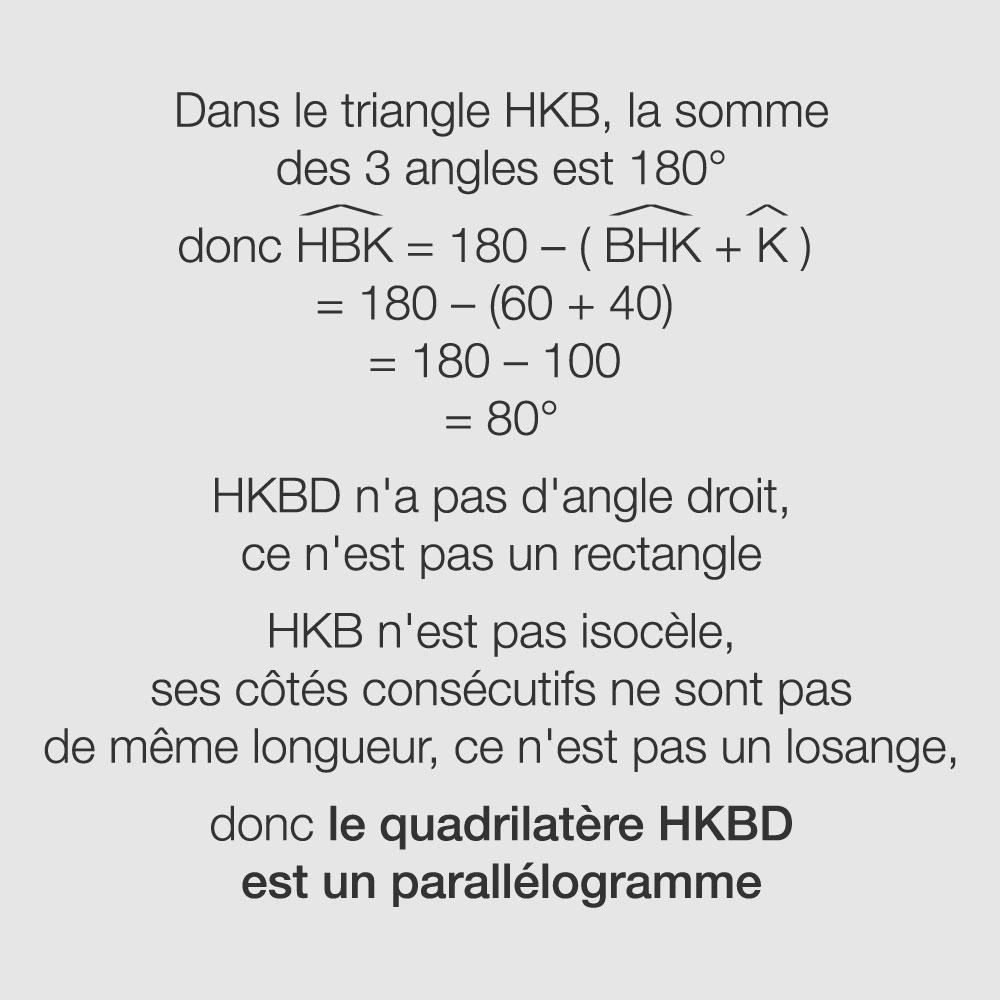 Dans le triangle HKB, la somme
des 3 angles est 180°
donc HBK̂ = 180 – ( BHK̂ + K̂ )
= 180 – (60 + 40)
= 180 – 100
= 80°
HKBD n'a pas d'angle droit,
ce n'est pas un rectangle
HKB n'est pas isocèle,
ses côtés consécutifs ne sont pas
de même longueur, ce n'est pas un losange,
donc le quadrilatère HKBD
est un parallélogramme